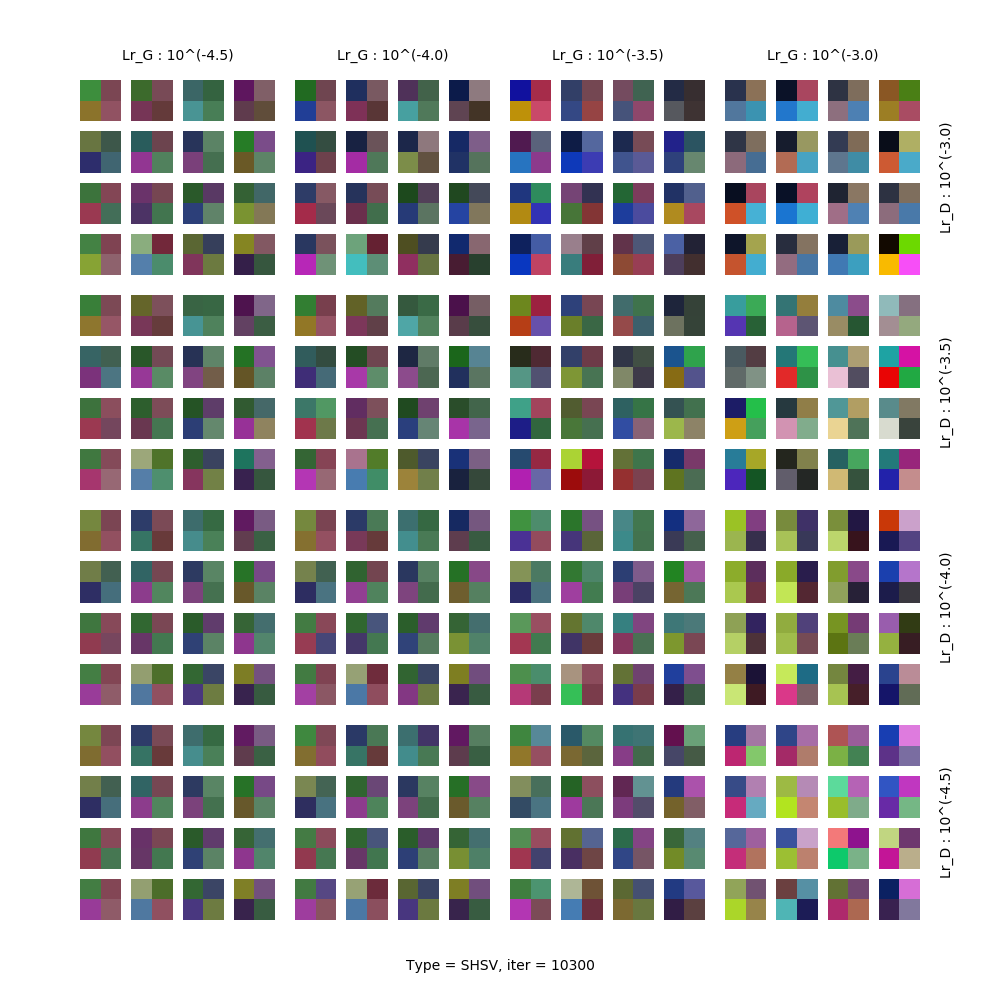 Lr_G : 10^(-4.5)
Lr_G : 10^(-4.0)
Lr_G : 10^(-3.5)
Lr_G : 10^(-3.0)
Lr_D : 10^(-3.0)
Lr_D : 10^(-3.5)
Lr_D : 10^(-4.0)
Lr_D : 10^(-4.5)
Type = SHSV, iter = 10300